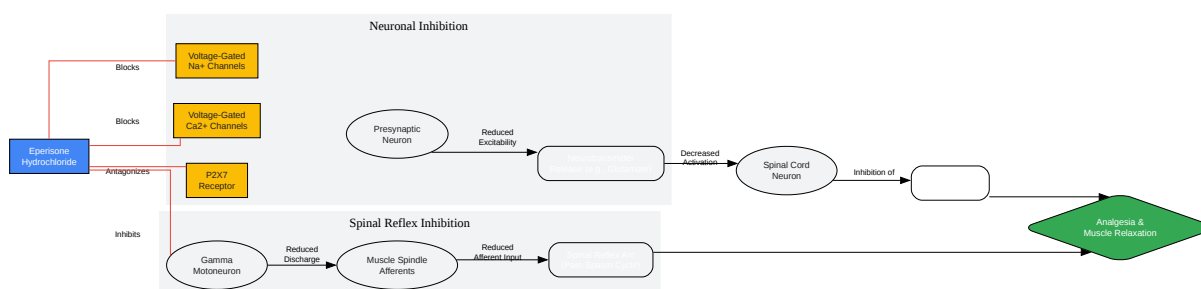 Neuronal Inhibition
Voltage-Gated
Na+ Channels
Blocks
Voltage-Gated
Ca2+ Channels
Blocks
Presynaptic
Neuron
Reduced
Excitability
Decreased
Activation
Spinal Cord
Neuron
Inhibition of
Eperisone
Hydrochloride
Antagonizes
P2X7
Receptor
Analgesia &
Muscle Relaxation
Spinal Reflex Inhibition
Inhibits
Gamma
Motoneuron
Reduced
Discharge
Muscle Spindle
Afferents
Reduced
Afferent Input